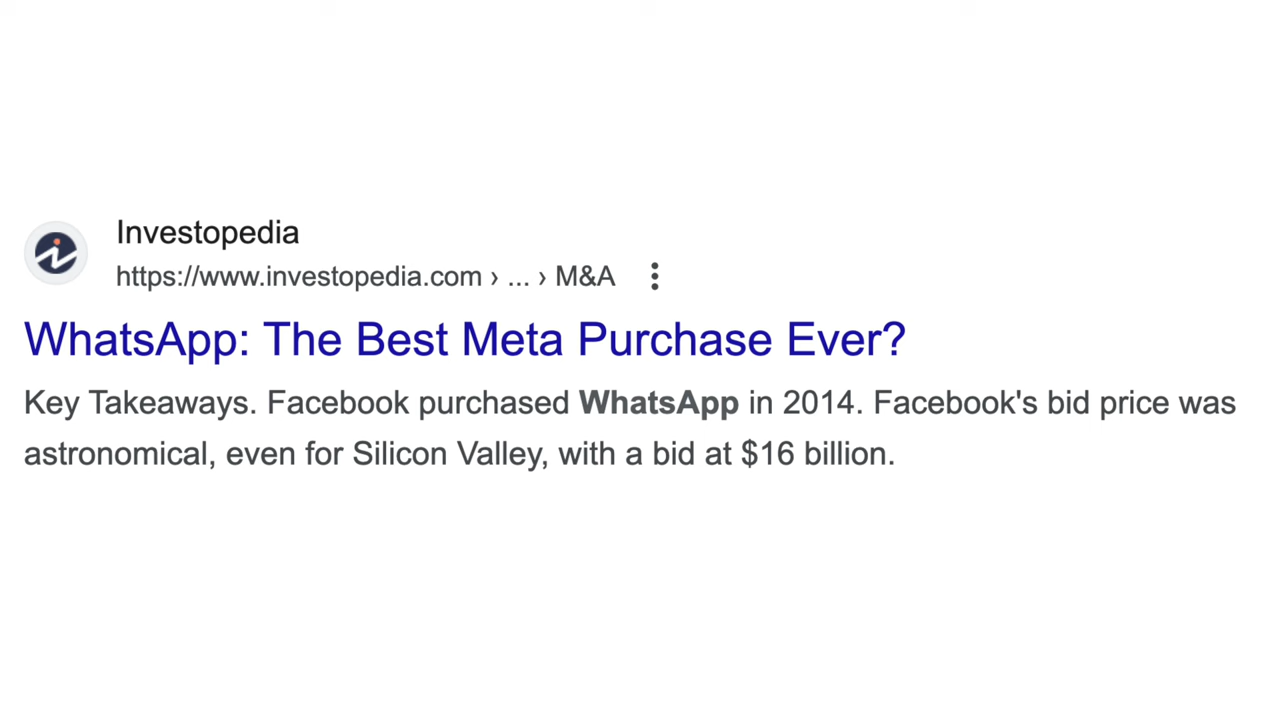 Investopedia
https://www.investopedia.com › ... › M&A
WhatsApp: The Best Meta Purchase Ever?
Key Takeaways. Facebook purchased WhatsApp in 2014. Facebook's bid price was
astronomical, even for Silicon Valley, with a bid at $16 billion.